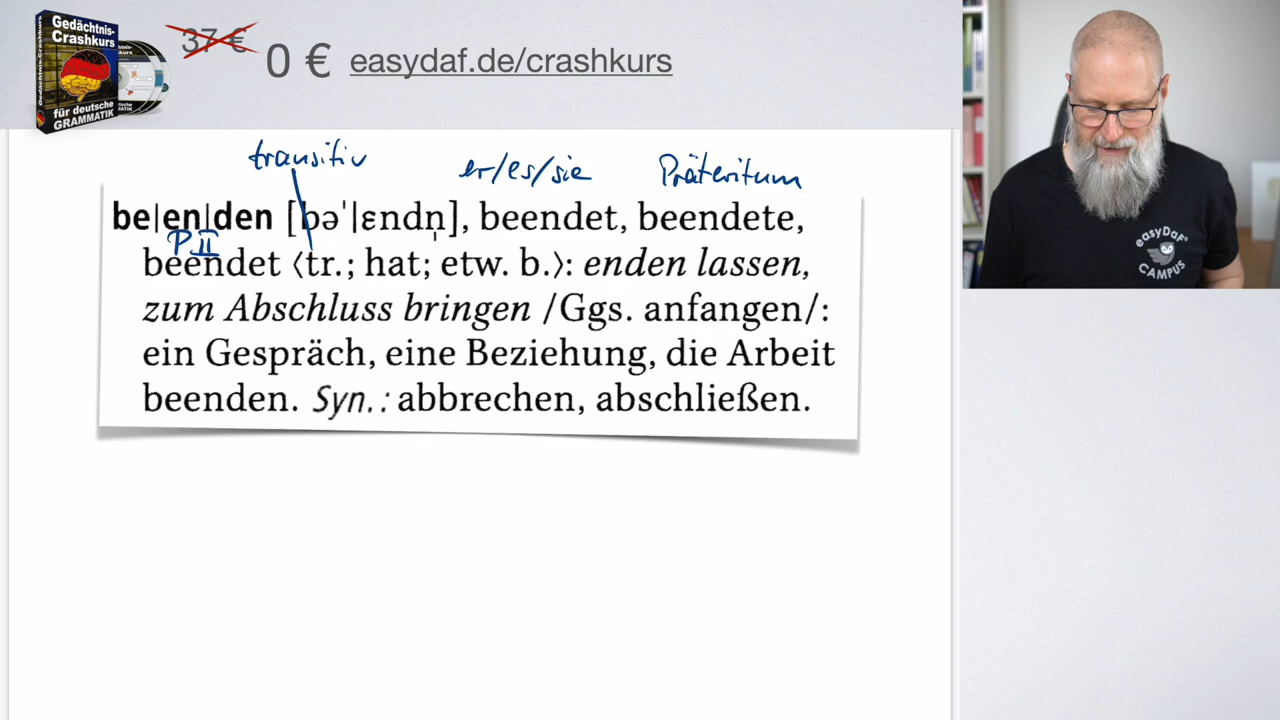 Gedächtnis-
Crashkurs
für deutsche
GRAMMATIK
37 €
0 € easydaf.de/crashkurs
transitiv er/es/sie Präteritum
be|en|den [bəˈ|ɛndn̩], beendet, beendete,
P II
beendet ⟨tr.; hat; etw. b.⟩: enden lassen,
zum Abschluss bringen /Ggs. anfangen/:
ein Gespräch, eine Beziehung, die Arbeit
beenden. Syn.: abbrechen, abschließen.
easyDaF®
CAMPUS